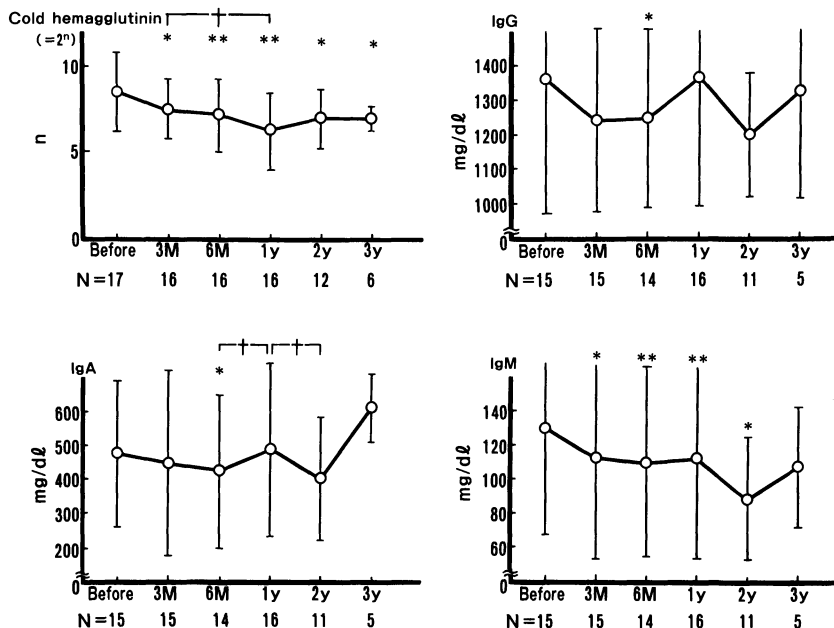 Cold hemagglutinin
(=2ⁿ)
* ** ** * *
10
5
0
n
Before 3M 6M 1y 2y 3y
N=17 16 16 16 12 6
IgG
*
1400
1300
1200
1100
1000
0
mg/dℓ
Before 3M 6M 1y 2y 3y
N=15 15 14 16 11 5
IgA
*
600
500
400
300
200
0
mg/dℓ
Before 3M 6M 1y 2y 3y
N=15 15 14 16 11 5
IgM
* ** ** *
140
120
100
80
60
0
mg/dℓ
Before 3M 6M 1y 2y 3y
N=15 15 14 16 11 5